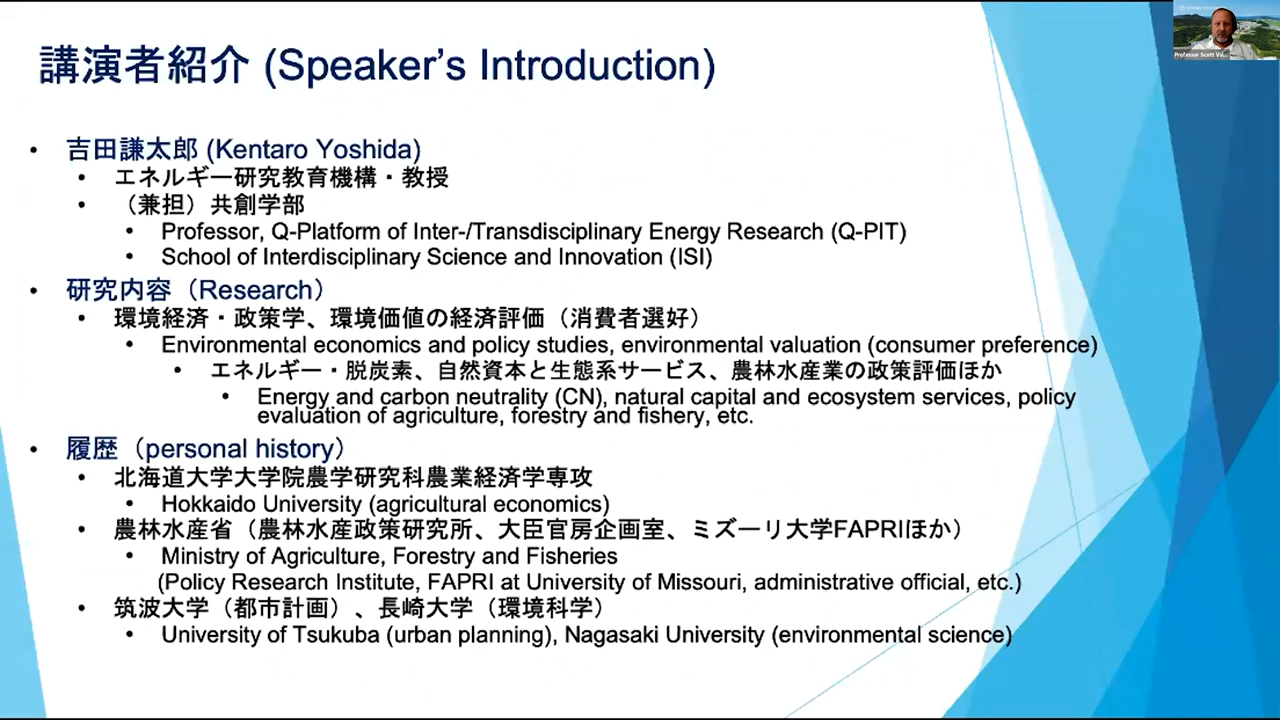 講演者紹介 (Speaker's Introduction)
• 吉田謙太郎 (Kentaro Yoshida)
• エネルギー研究教育機構・教授
• （兼担）共創学部
• Professor, Q-Platform of Inter-/Transdisciplinary Energy Research (Q-PIT)
• School of Interdisciplinary Science and Innovation (ISI)
• 研究内容（Research）
• 環境経済・政策学、環境価値の経済評価（消費者選好）
• Environmental economics and policy studies, environmental valuation (consumer preference)
• エネルギー・脱炭素、自然資本と生態系サービス、農林水産業の政策評価ほか
• Energy and carbon neutrality (CN), natural capital and ecosystem services, policy
evaluation of agriculture, forestry and fishery, etc.
• 履歴（personal history）
• 北海道大学大学院農学研究科農業経済学専攻
• Hokkaido University (agricultural economics)
• 農林水産省（農林水産政策研究所、大臣官房企画室、ミズーリ大学FAPRIほか）
• Ministry of Agriculture, Forestry and Fisheries
(Policy Research Institute, FAPRI at University of Missouri, administrative official, etc.)
• 筑波大学（都市計画）、長崎大学（環境科学）
• University of Tsukuba (urban planning), Nagasaki University (environmental science)
Professor Scott